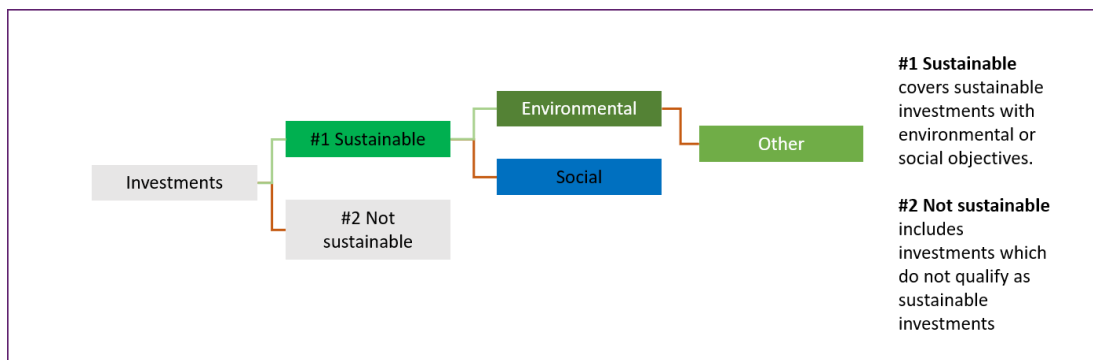 Investments
#1 Sustainable
#2 Not
sustainable
Environmental
Social
Other
#1 Sustainable
covers sustainable
investments with
environmental or
social objectives.
#2 Not sustainable
includes
investments which
do not qualify as
sustainable
investments